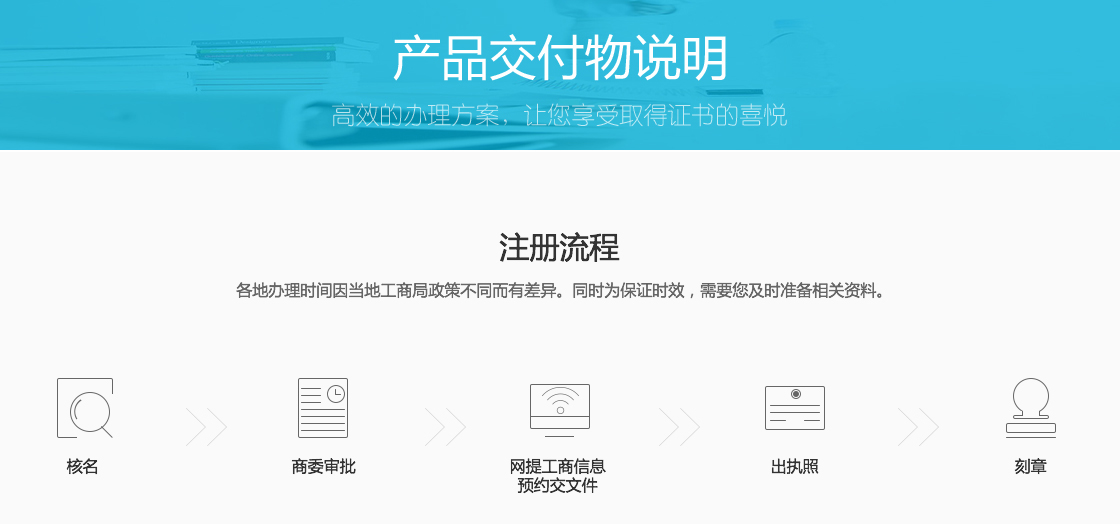 产品交付物说明
高效的办理方案，让您享受取得证书的喜悦
注册流程
各地办理时间因当地工商局政策不同而有差异。同时为保证时效，需要您及时准备相关资料。
核名
商委审批
网提工商信息
预约交文件
出执照
刻章